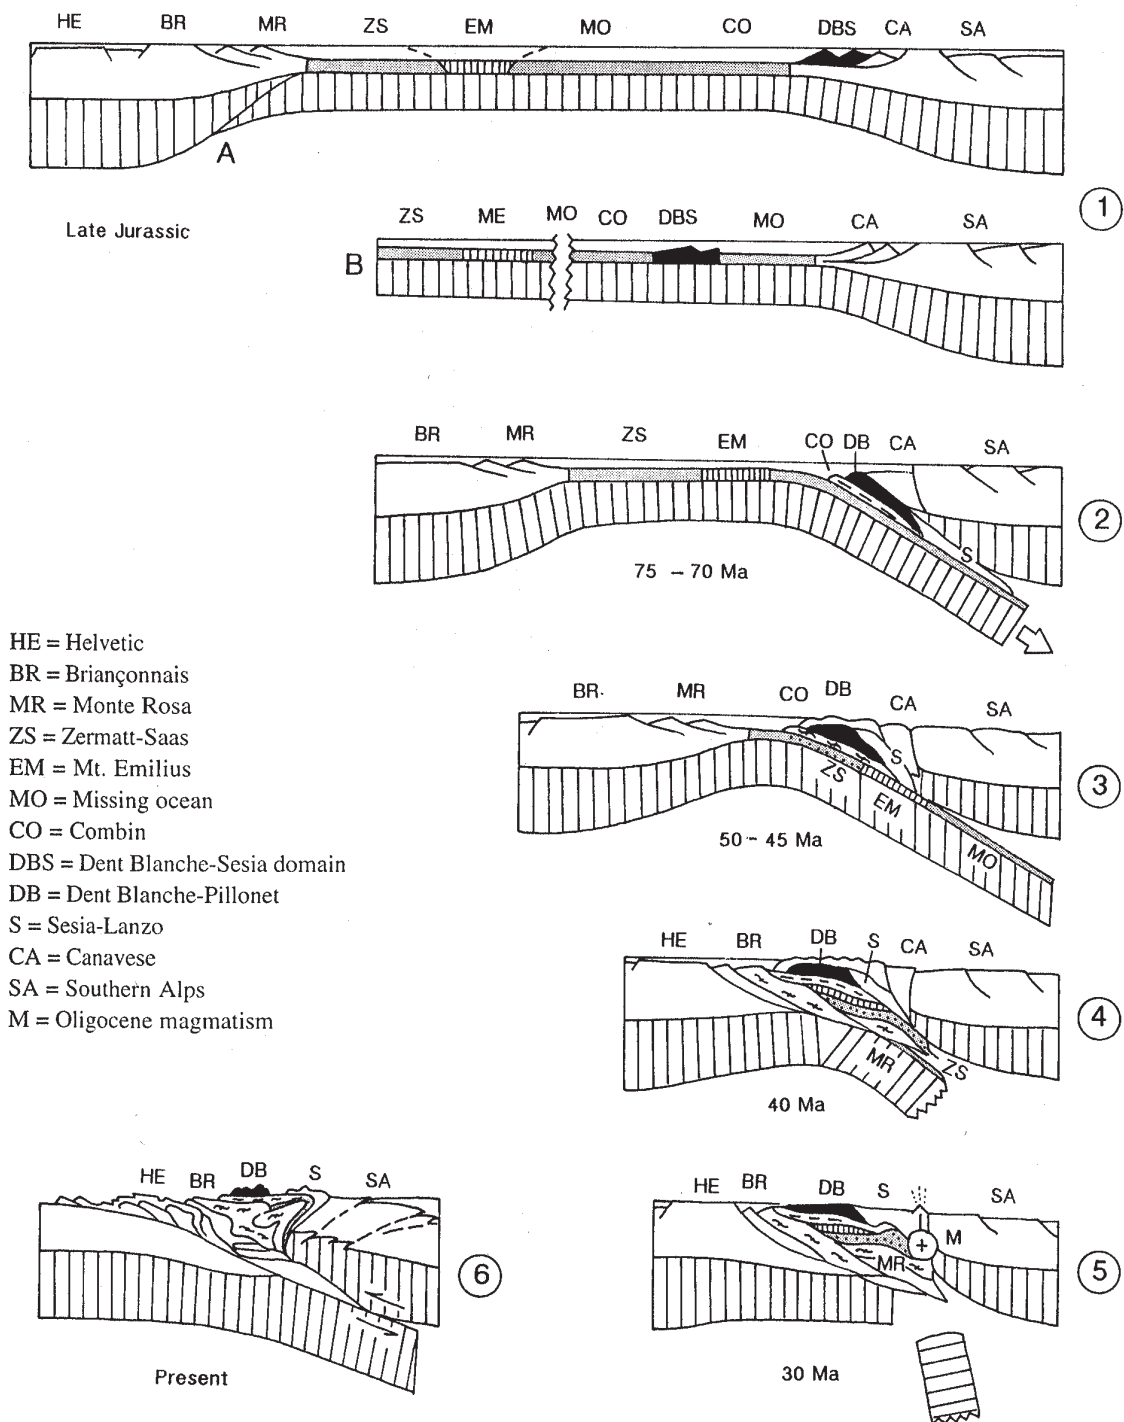 HE BR MR ZS EM MO CO DBS CA SA
A
1
Late Jurassic
ZS ME MO CO DBS MO CA SA
B
BR MR ZS EM CO DB CA SA
S
2
75 – 70 Ma
HE = Helvetic
BR = Briançonnais
MR = Monte Rosa
ZS = Zermatt-Saas
EM = Mt. Emilius
MO = Missing ocean
CO = Combin
DBS = Dent Blanche-Sesia domain
DB = Dent Blanche-Pillonet
S = Sesia-Lanzo
CA = Canavese
SA = Southern Alps
M = Oligocene magmatism
BR MR CO DB CA SA
S
ZS
EM
MO
3
50 - 45 Ma
HE BR DB S CA SA
MR
ZS
4
40 Ma
HE BR DB S SA
M
MR
5
30 Ma
HE BR DB S SA
6
Present